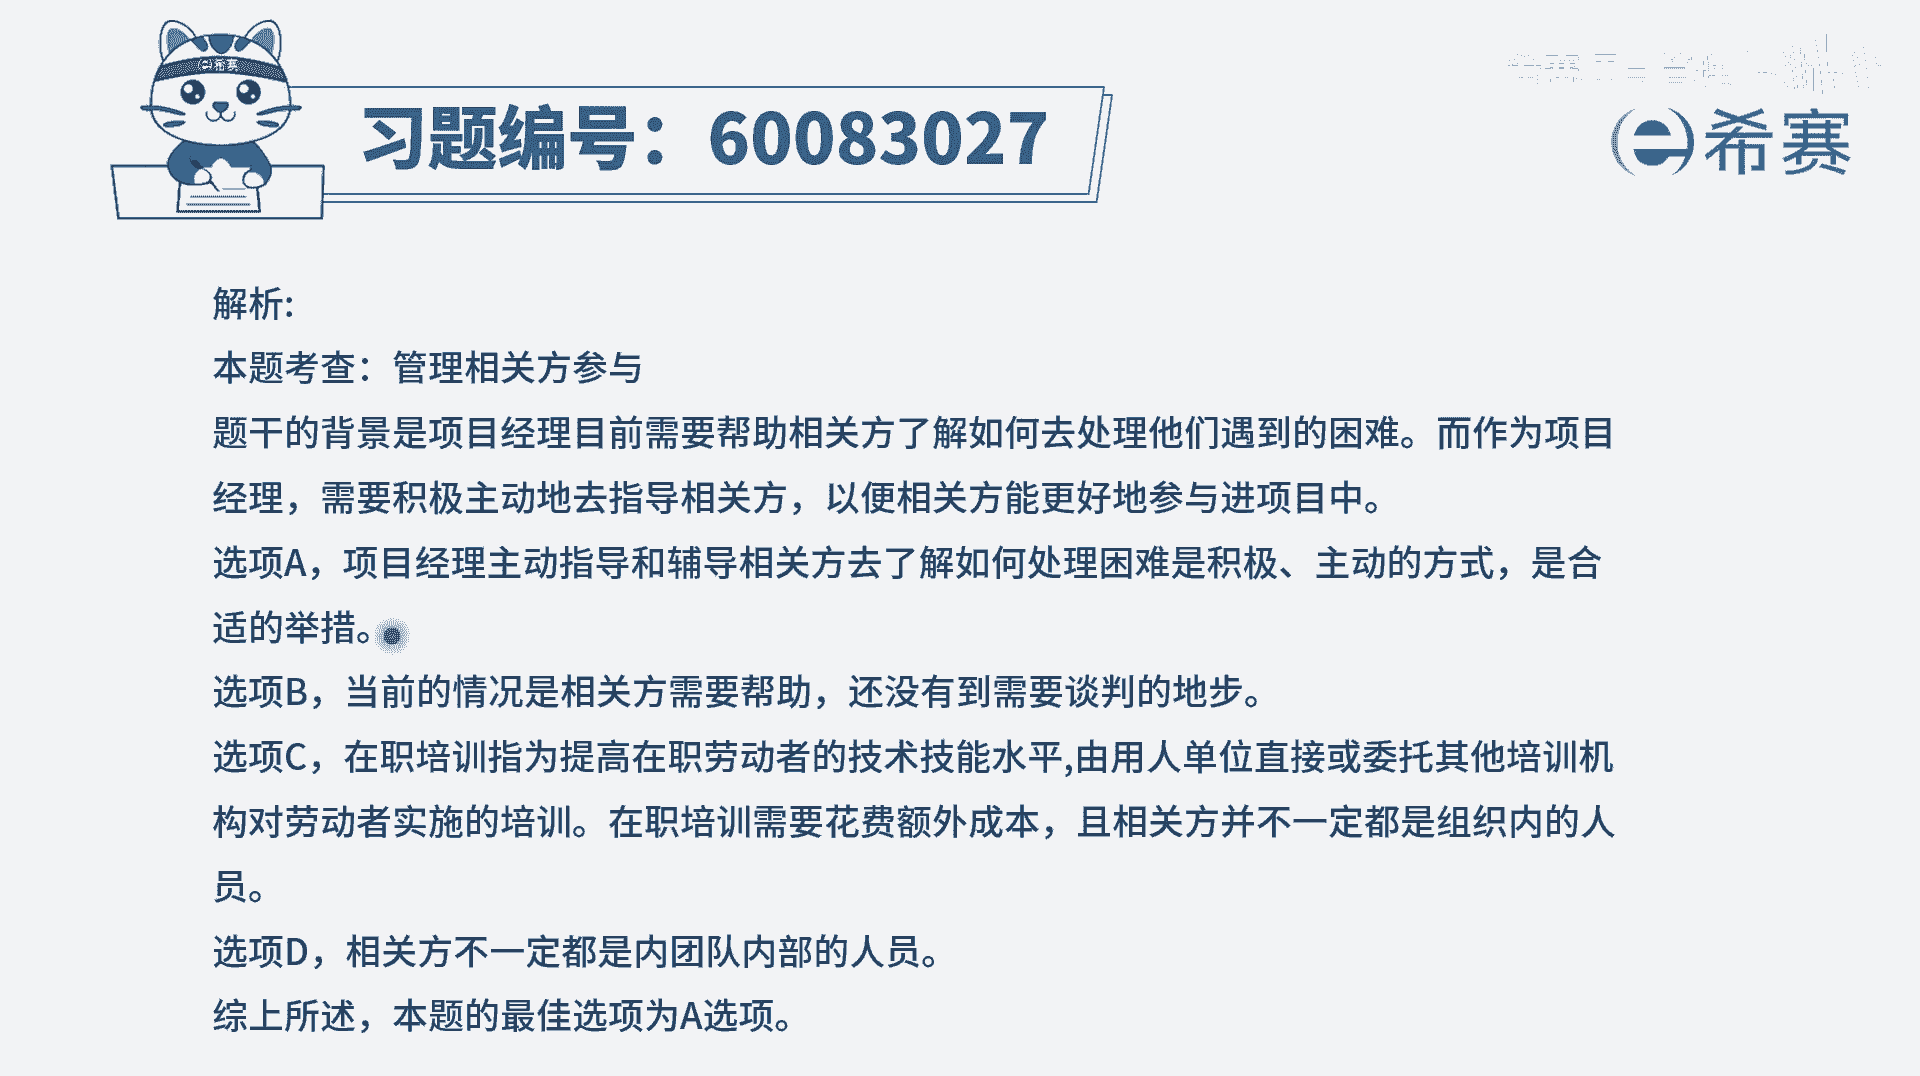 希赛
习题编号：60083027
希赛
解析:
本题考查：管理相关方参与
题干的背景是项目经理目前需要帮助相关方了解如何去处理他们遇到的困难。而作为项目
经理，需要积极主动地去指导相关方，以便相关方能更好地参与进项目中。
选项A，项目经理主动指导和辅导相关方去了解如何处理困难是积极、主动的方式，是合
适的举措。
选项B，当前的情况是相关方需要帮助，还没有到需要谈判的地步。
选项C，在职培训指为提高在职劳动者的技术技能水平,由用人单位直接或委托其他培训机
构对劳动者实施的培训。在职培训需要花费额外成本，且相关方并不一定都是组织内的人
员。
选项D，相关方不一定都是内团队内部的人员。
综上所述，本题的最佳选项为A选项。